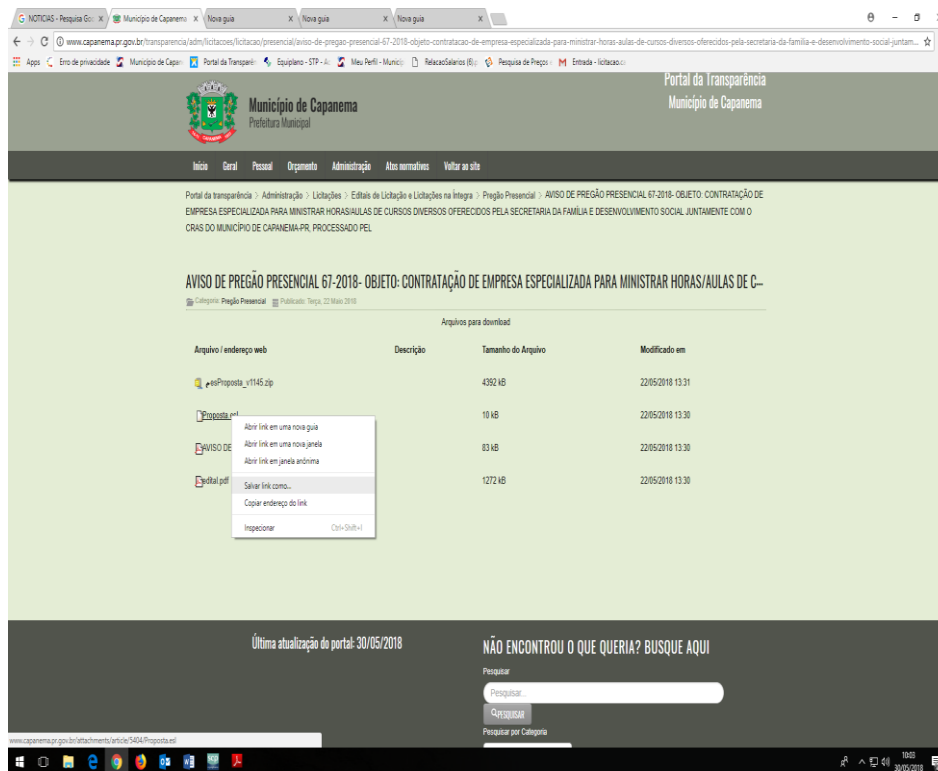 NOTICIAS - Pesquisa Goo
Município de Capanema
Nova guia
Nova guia
Nova guia
www.capanema.pr.gov.br/transparencia/adm/licitacoes/licitacao/presencial/aviso-de-pregao-presencial-67-2018-objeto-contratacao-de-empresa-especializada-para-ministrar-horas-aulas-de-cursos-diversos-oferecidos-pela-secretaria-da-familia-e-desenvolvimento-social-juntam...
Apps
Erro de privacidade
Município de Capan
Portal da Transparên
Equiplano - STP - Ac
Meu Perfil - Municíp
RelacaoSalarios (6).p
Pesquisa de Preços
Entrada - licitacao.c
Município de Capanema
Prefeitura Municipal
Portal da Transparência
Município de Capanema
Início Geral Pessoal Orçamento Administração Atos normativos Voltar ao site
Portal da transparência > Administração > Licitações > Editais de Licitação e Licitações na Íntegra > Pregão Presencial > AVISO DE PREGÃO PRESENCIAL 67-2018- OBJETO: CONTRATAÇÃO DE
EMPRESA ESPECIALIZADA PARA MINISTRAR HORAS/AULAS DE CURSOS DIVERSOS OFERECIDOS PELA SECRETARIA DA FAMÍLIA E DESENVOLVIMENTO SOCIAL JUNTAMENTE COM O
CRAS DO MUNICÍPIO DE CAPANEMA-PR, PROCESSADO PEL
AVISO DE PREGÃO PRESENCIAL 67-2018- OBJETO: CONTRATAÇÃO DE EMPRESA ESPECIALIZADA PARA MINISTRAR HORAS/AULAS DE C...
Categoria: Pregão Presencial Publicado: Terça, 22 Maio 2018
Arquivos para download
Arquivo / endereço web Descrição Tamanho do Arquivo Modificado em
esProposta_v1145.zip 4392 kB 22/05/2018 13:31
Proposta.esl 10 kB 22/05/2018 13:30
AVISO DE 83 kB 22/05/2018 13:30
edital.pdf 1272 kB 22/05/2018 13:30
Abrir link em uma nova guia
Abrir link em uma nova janela
Abrir link em janela anônima
Salvar link como...
Copiar endereço do link
Inspecionar Ctrl+Shift+I
Última atualização do portal: 30/05/2018
NÃO ENCONTROU O QUE QUERIA? BUSQUE AQUI
Pesquisar
Pesquisar...
PESQUISAR
Pesquisar por Categoria
www.capanema.pr.gov.br/attachments/article/5404/Proposta.esl
10:03
30/05/2018